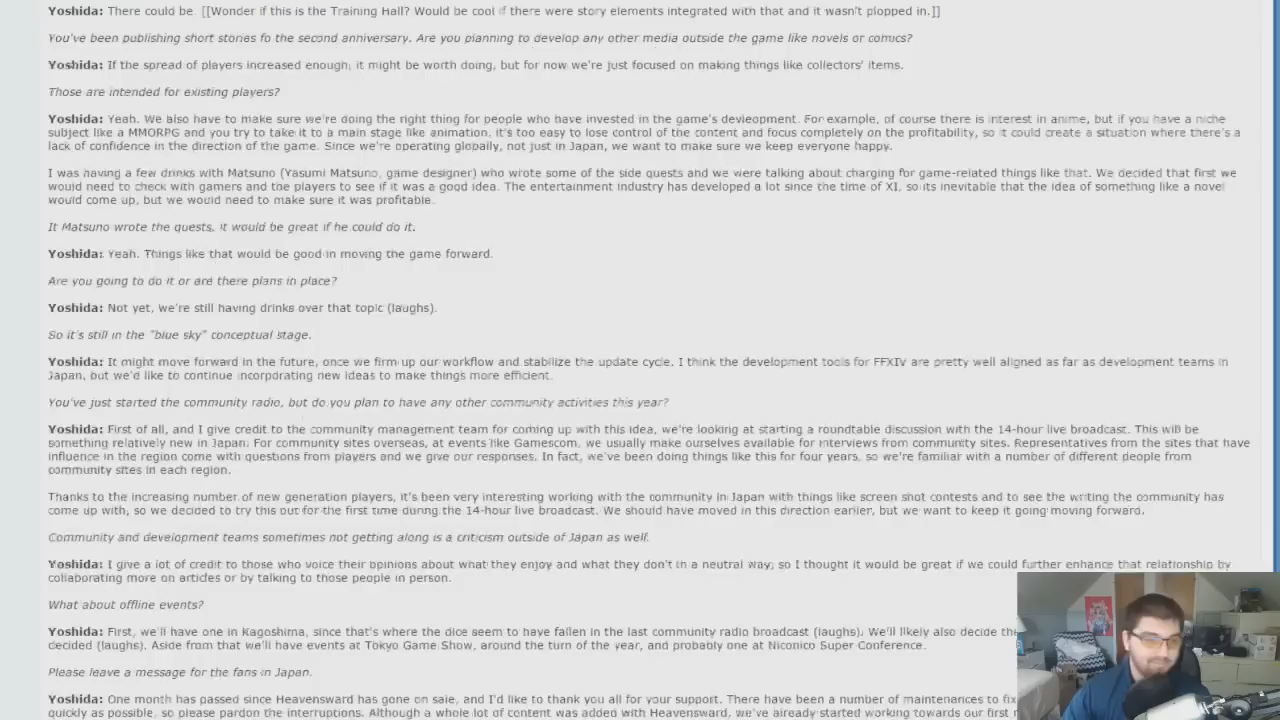 Yoshida: There could be. [[Wonder if this is the Training Hall? Would be cool if there were story elements integrated with that and it wasn't plopped in.]]
You've been publishing short stories fo the second anniversary. Are you planning to develop any other media outside the game like novels or comics?
Yoshida: If the spread of players increased enough, it might be worth doing, but for now we're just focused on making things like collectors' items.
Those are intended for existing players?
Yoshida: Yeah. We also have to make sure we're doing the right thing for people who have invested in the game's development. For example, of course there is interest in anime, but if you have a niche
subject like a MMORPG and you try to take it to a main stage like animation, it's too easy to lose control of the content and focus completely on the profitability, so it could create a situation where there's a
lack of confidence in the direction of the game. Since we're operating globally, not just in Japan, we want to make sure we keep everyone happy.
I was having a few drinks with Matsuno (Yasumi Matsuno, game designer) who wrote some of the side quests and we were talking about charging for game-related things like that. We decided that first we
would need to check with gamers and the players to see if it was a good idea. The entertainment industry has developed a lot since the time of XI, so its inevitable that the idea of something like a novel
would come up, but we would need to make sure it was profitable.
It Matsuno wrote the quests, it would be great if he could do it.
Yoshida: Yeah. Things like that would be good in moving the game forward.
Are you going to do it or are there plans in place?
Yoshida: Not yet, we're still having drinks over that topic (laughs).
So it's still in the "blue sky" conceptual stage.
Yoshida: It might move forward in the future, once we firm up our workflow and stabilize the update cycle. I think the development tools for FFXIV are pretty well aligned as far as development teams in
Japan, but we'd like to continue incorporating new ideas to make things more efficient.
You've just started the community radio, but do you plan to have any other community activities this year?
Yoshida: First of all, and I give credit to the community management team for coming up with this idea, we're looking at starting a roundtable discussion with the 14-hour live broadcast. This will be
something relatively new in Japan. For community sites overseas, at events like Gamescom, we usually make ourselves available for interviews from community sites. Representatives from the sites that have
influence in the region come with questions from players and we give our responses. In fact, we've been doing things like this for four years, so we're familiar with a number of different people from
community sites in each region.
Thanks to the increasing number of new generation players, it's been very interesting working with the community in Japan with things like screen shot contests and to see the writing the community has
come up with, so we decided to try this out for the first time during the 14-hour live broadcast. We should have moved in this direction earlier, but we want to keep it going moving forward.
Community and development teams sometimes not getting along is a criticism outside of Japan as well.
Yoshida: I give a lot of credit to those who voice their opinions about what they enjoy and what they don't in a neutral way, so I thought it would be great if we could further enhance that relationship by
collaborating more on articles or by talking to those people in person.
What about offline events?
Yoshida: First, we'll have one in Kagoshima, since that's where the dice seem to have fallen in the last community radio broadcast (laughs). We'll likely also decide the
decided (laughs). Aside from that we'll have events at Tokyo Game Show, around the turn of the year, and probably one at Niconico Super Conference.
Please leave a message for the fans in Japan.
Yoshida: One month has passed since Heavensward has gone on sale, and I'd like to thank you all for your support. There have been a number of maintenances to fix
quickly as possible, so please pardon the interruptions. Although a whole lot of content was added with Heavensward, we've already started working towards our first